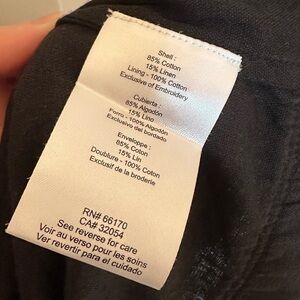 Shell :
85% Cotton
15% Linen
Lining - 100% Cotton
Exclusive of Embroidery
Cubierta :
85% Algodón
15% Lino
Forro - 100% Algodón
Exclusivo del bordado
Enveloppe :
85% Coton
15% Lin
Doublure - 100% Coton
Exclusif de la broderie
RN# 66170
CA# 32054
See reverse for care
Voir au verso pour les soins
Ver revertir para el cuidado